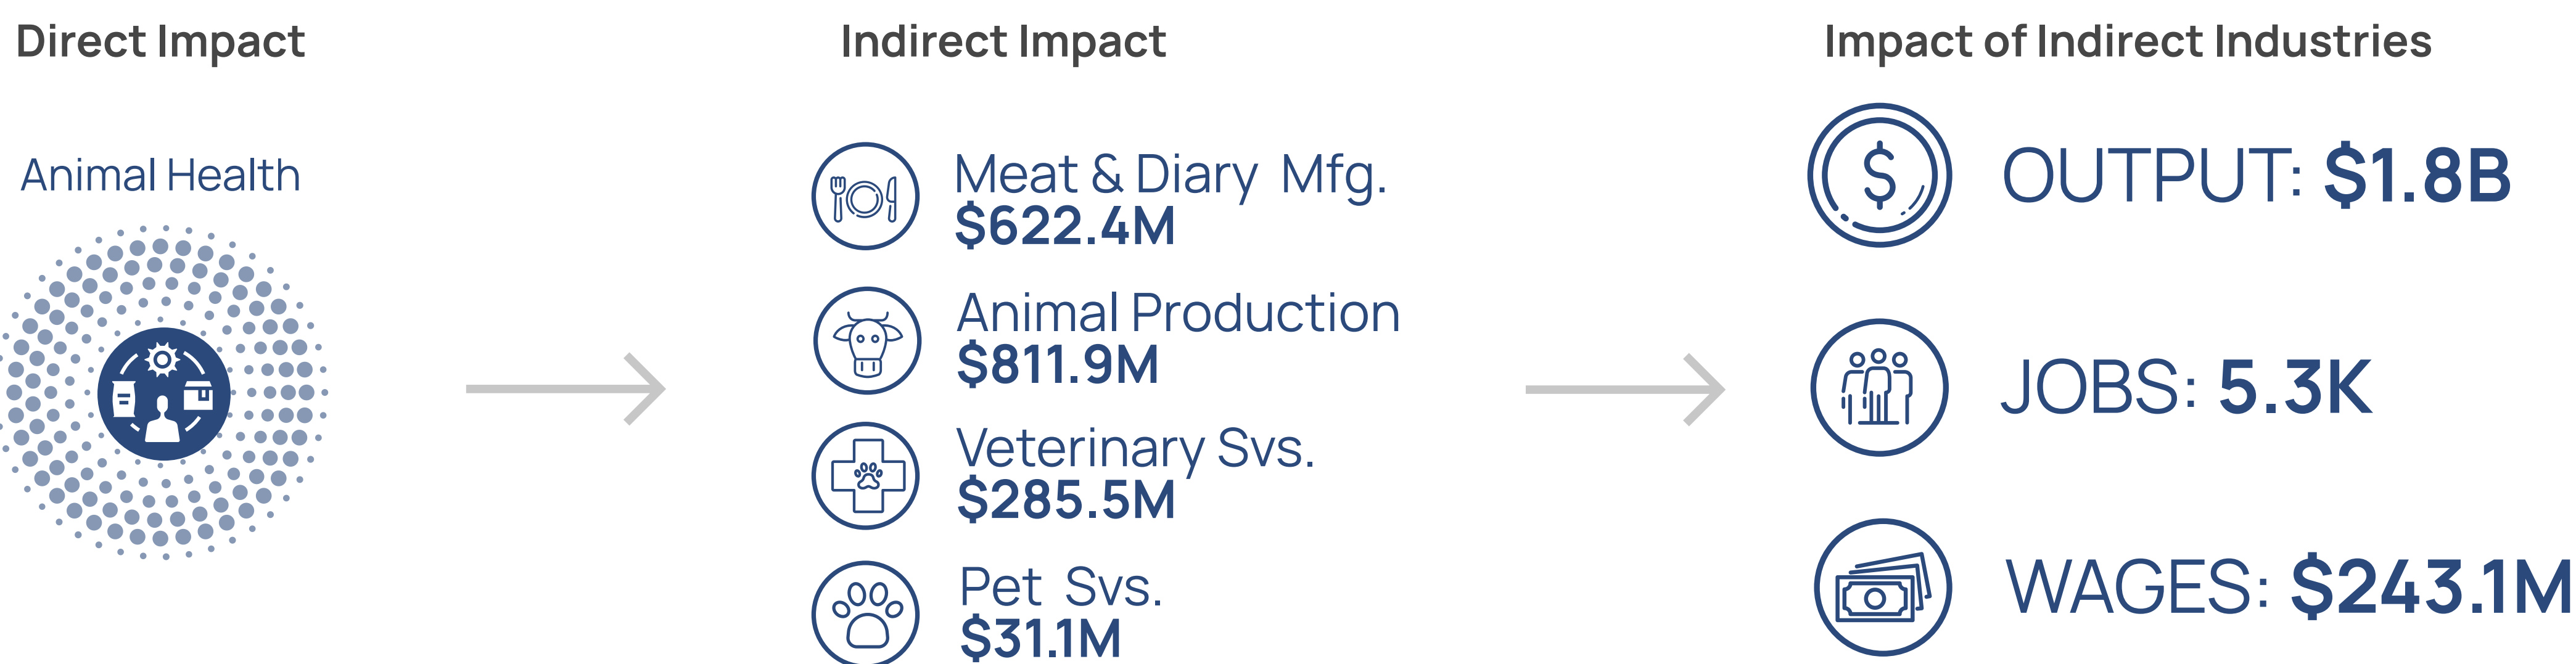 Direct Impact
Animal Health
Indirect Impact
Meat & Diary Mfg.
$622.4M
Animal Production
$811.9M
Veterinary Svs.
$285.5M
Pet Svs.
$31.1M
Impact of Indirect Industries
$
OUTPUT: $1.8B
JOBS: 5.3K
WAGES: $243.1M